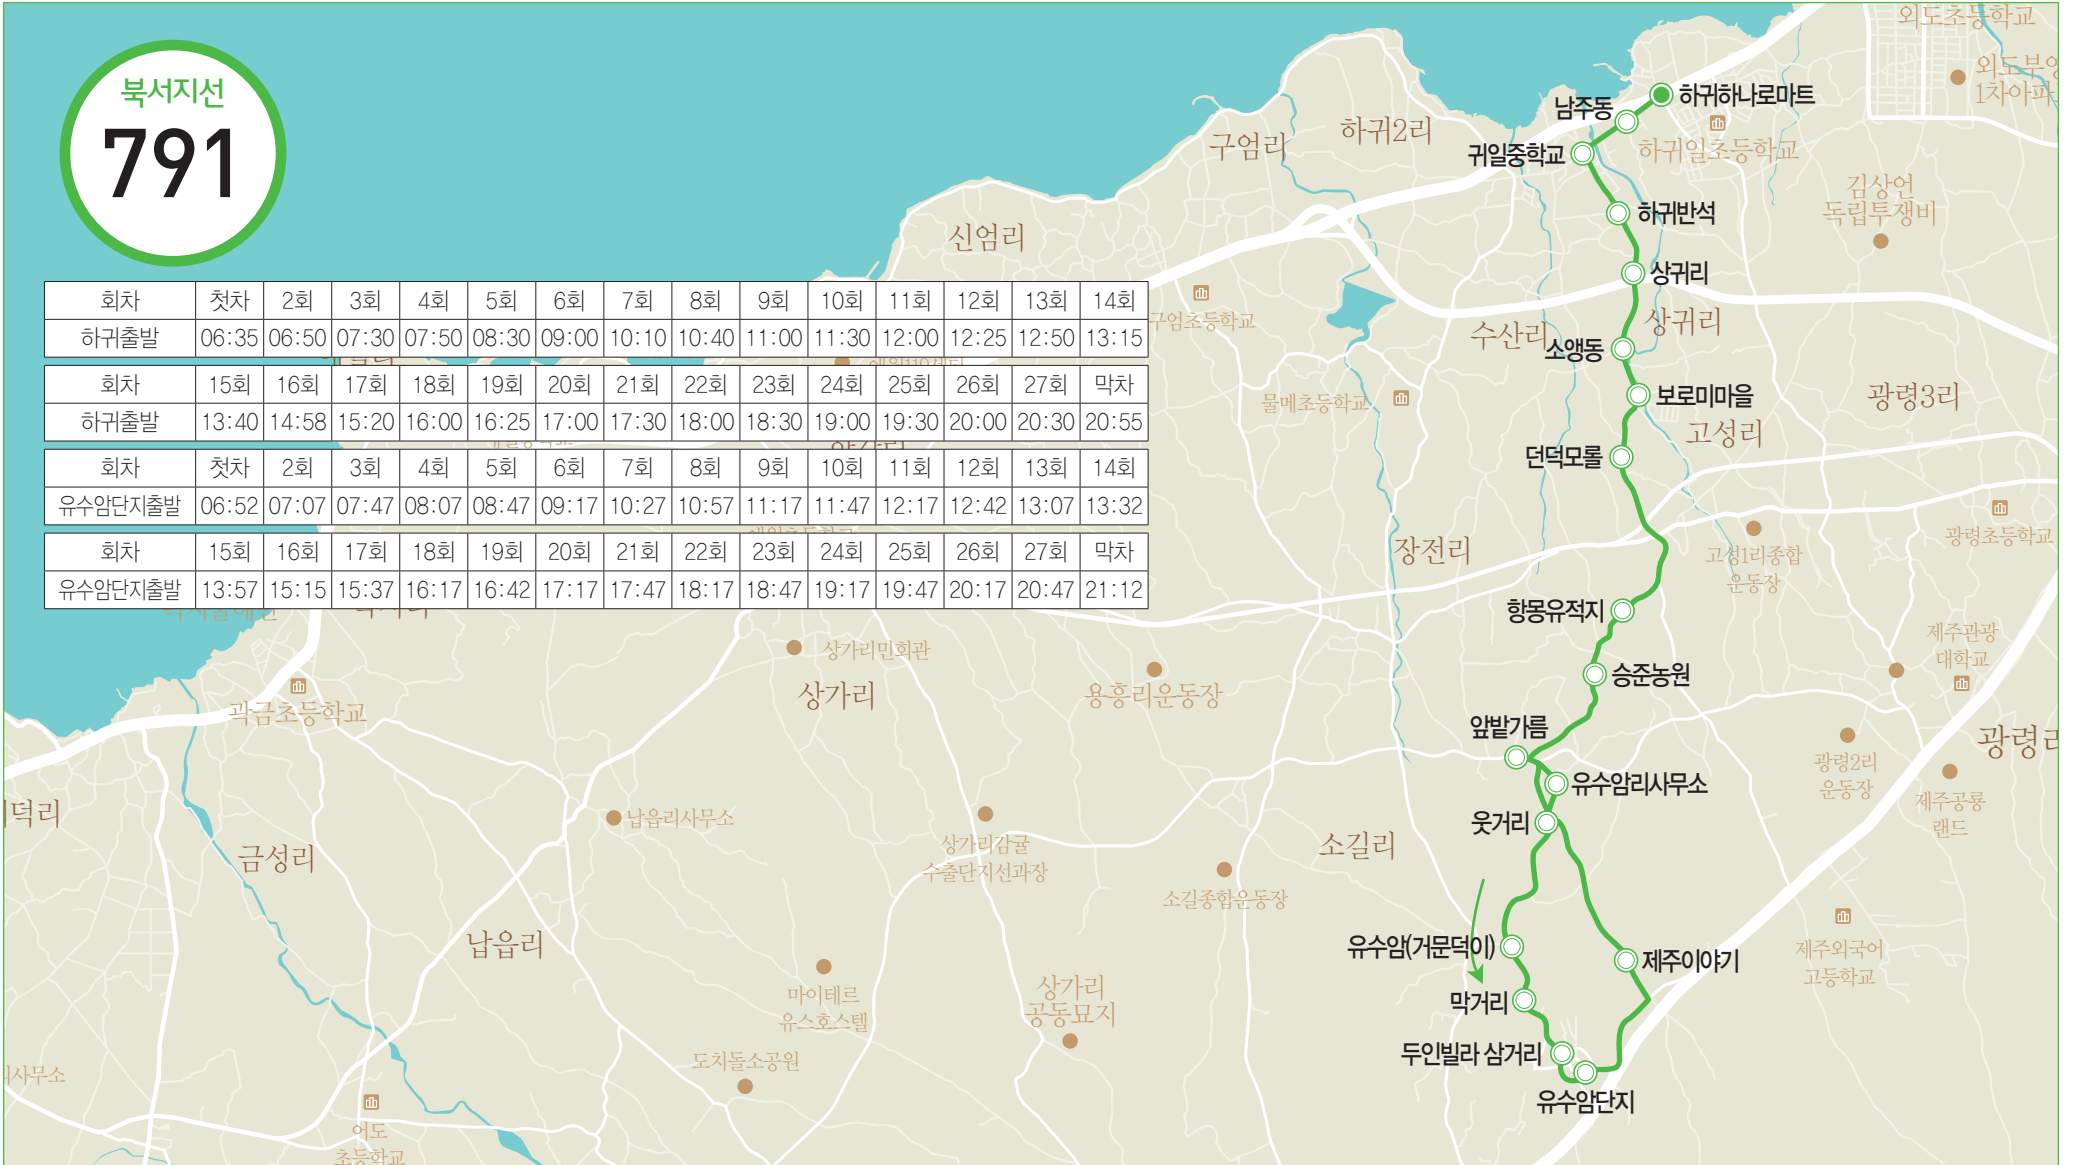 북서지선
791
회차 첫차 2회 3회 4회 5회 6회 7회 8회 9회 10회 11회 12회 13회 14회
하귀출발 06:35 06:50 07:30 07:50 08:30 09:00 10:10 10:40 11:00 11:30 12:00 12:25 12:50 13:15
회차 15회 16회 17회 18회 19회 20회 21회 22회 23회 24회 25회 26회 27회 막차
하귀출발 13:40 14:58 15:20 16:00 16:25 17:00 17:30 18:00 18:30 19:00 19:30 20:00 20:30 20:55
회차 첫차 2회 3회 4회 5회 6회 7회 8회 9회 10회 11회 12회 13회 14회
유수암단지출발 06:52 07:07 07:47 08:07 08:47 09:17 10:27 10:57 11:17 11:47 12:17 12:42 13:07 13:32
회차 15회 16회 17회 18회 19회 20회 21회 22회 23회 24회 25회 26회 27회 막차
유수암단지출발 13:57 15:15 15:37 16:17 16:42 17:17 17:47 18:17 18:47 19:17 19:47 20:17 20:47 21:12
하귀하나로마트
남주동
귀일중학교
하귀반석
상귀리
소앵동
보로미마을
던덕모롤
항몽유적지
승준농원
앞밭가름
유수암리사무소
웃거리
유수암(거문덕이)
제주이야기
막거리
두인빌라 삼거리
유수암단지
외도초등학교
외도부영
1차아파
하귀2리
구엄리
하귀일초등학교
김상언
독립투쟁비
신엄리
구엄초등학교
수산리
상귀리
물메초등학교
광령3리
고성리
장전리
고성1리종합
운동장
광령초등학교
제주관광
대학교
상가리민회관
상가리
용흥리운동장
곽금초등학교
광령리
광령2리
운동장
제주공룡
랜드
덕리
납읍리사무소
금성리
상가리감귤
수출단지선과장
소길리
소길종합운동장
납읍리
제주외국어
고등학교
마이테르
유스호스텔
상가리
공동묘지
도치돌소공원
사무소
어도
초등학교